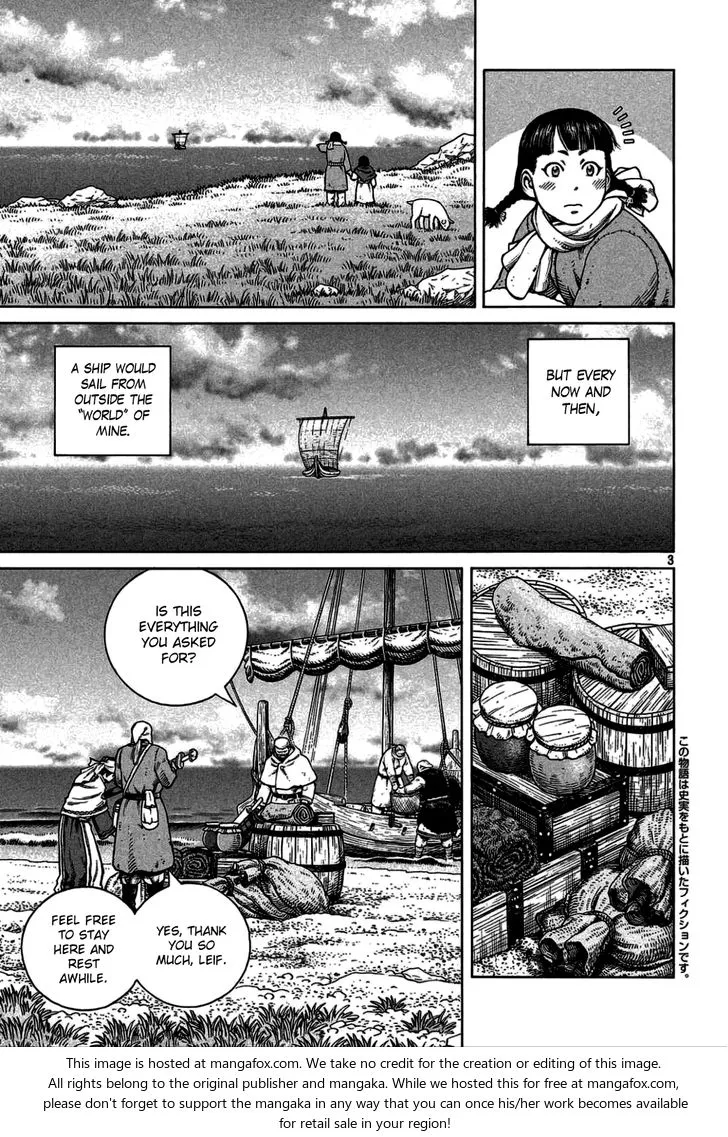 BUT EVERY
NOW AND
THEN,
A SHIP WOULD
SAIL FROM
OUTSIDE THE
"WORLD" OF
MINE.
3
この物語は史実をもとに描いたフィクションです。
IS THIS
EVERYTHING
YOU ASKED
FOR?
YES, THANK
YOU SO
MUCH, LEIF.
FEEL FREE
TO STAY
HERE AND
REST
AWHILE.
This image is hosted at mangafox.com. We take no credit for the creation or editing of this image.
All rights belong to the original publisher and mangaka. While we hosted this for free at mangafox.com,
please don't forget to support the mangaka in any way that you can once his/her work becomes available
for retail sale in your region!